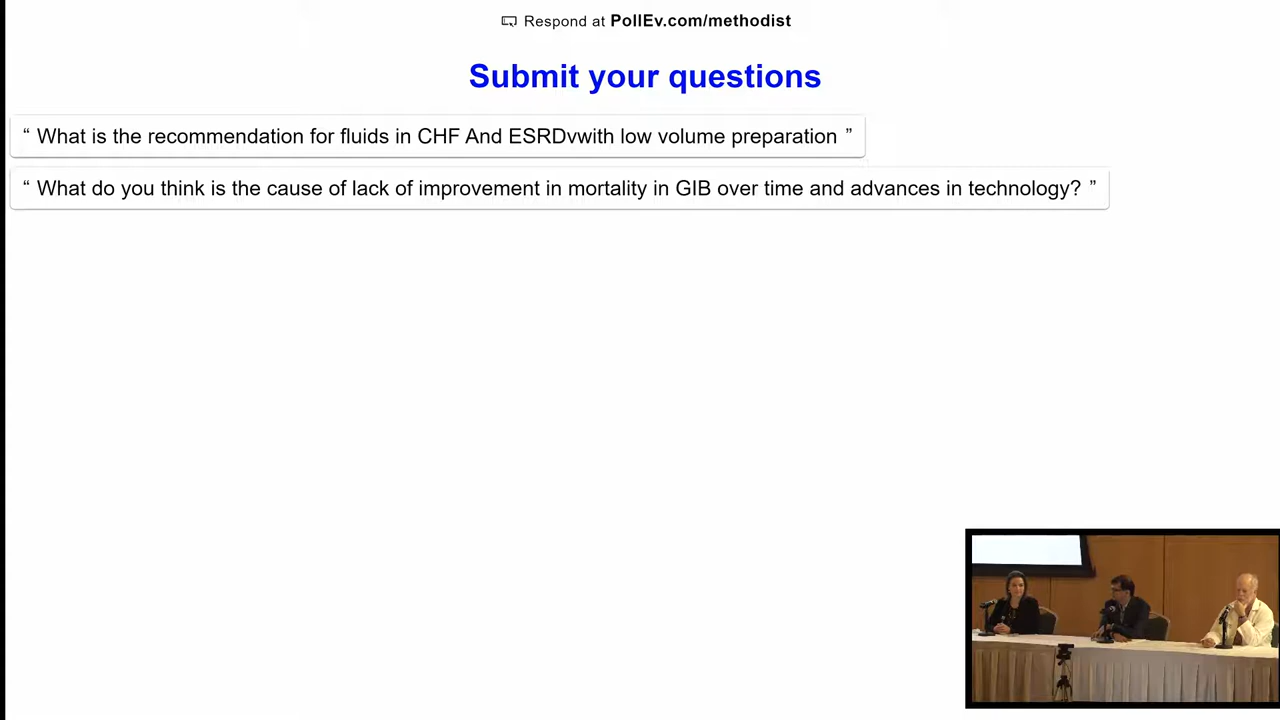 Respond at PollEv.com/methodist
Submit your questions
“ What is the recommendation for fluids in CHF And ESRDvwith low volume preparation ”
“ What do you think is the cause of lack of improvement in mortality in GIB over time and advances in technology? ”